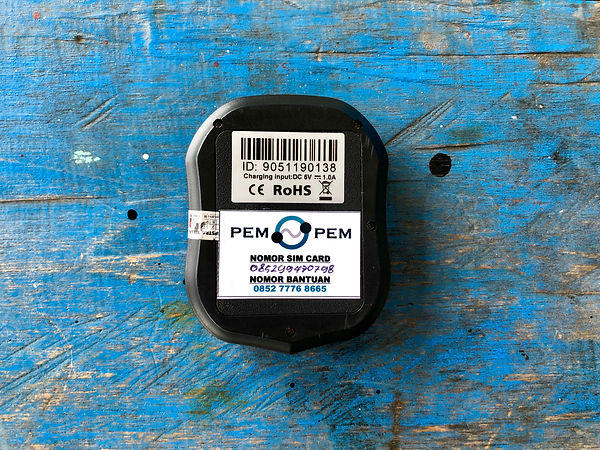 ID: 9051190138
Charging input:DC 5V ⎓ 1.0A
CE RoHS
PEM PEM
NOMOR SIM CARD
085299470798
NOMOR BANTUAN
0852 7776 8665